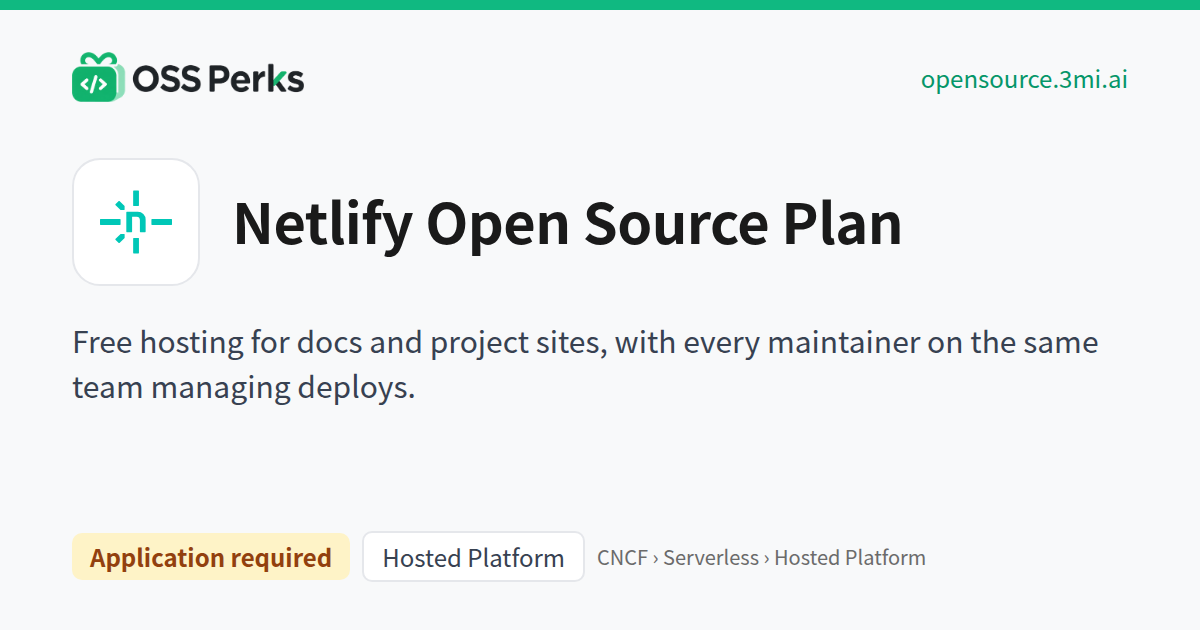 OSS Perks
opensource.3mi.ai
Netlify Open Source Plan
Free hosting for docs and project sites, with every maintainer on the same
team managing deploys.
Application required
Hosted Platform
CNCF › Serverless › Hosted Platform